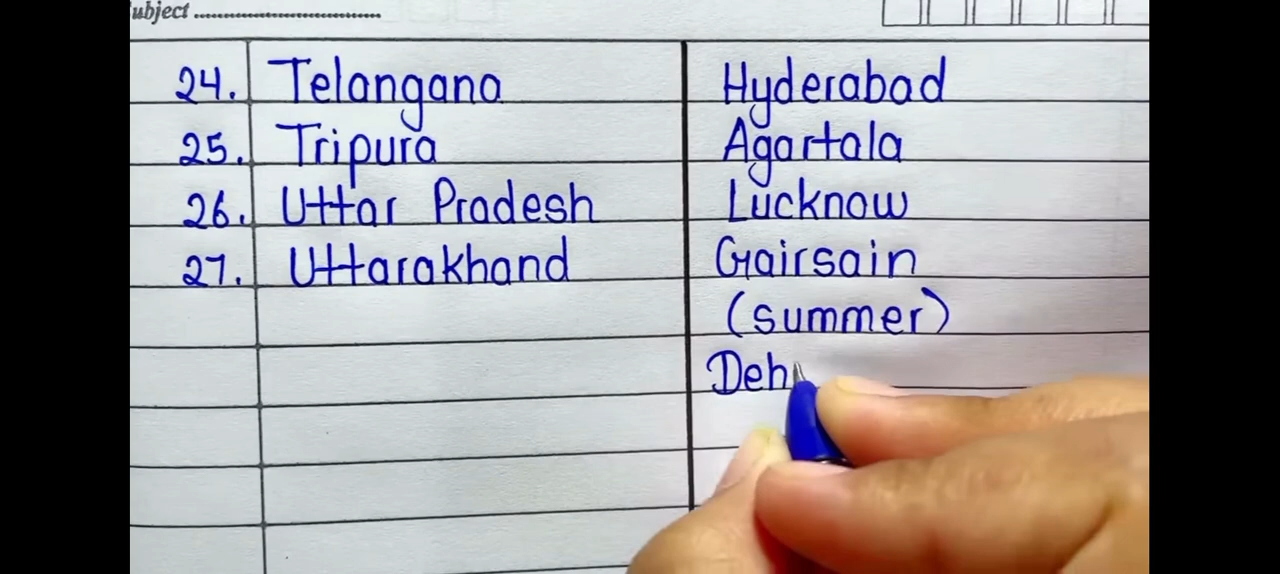 ubject ........................................
24. Telangana Hyderabad
25. Tripura Agartala
26. Uttar Pradesh Lucknow
27. Uttarakhand Gairsain
(summer)
Deh